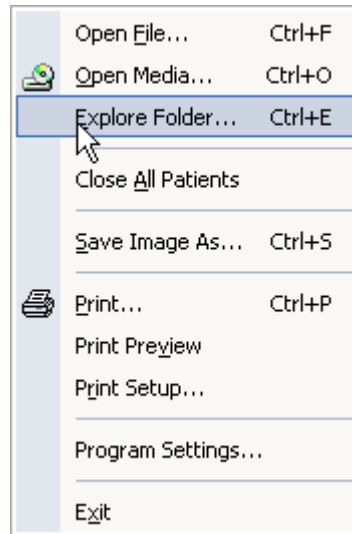 Open File... Ctrl+F
Open Media... Ctrl+O
Explore Folder... Ctrl+E
Close All Patients
Save Image As... Ctrl+S
Print... Ctrl+P
Print Preview
Print Setup...
Program Settings...
Exit